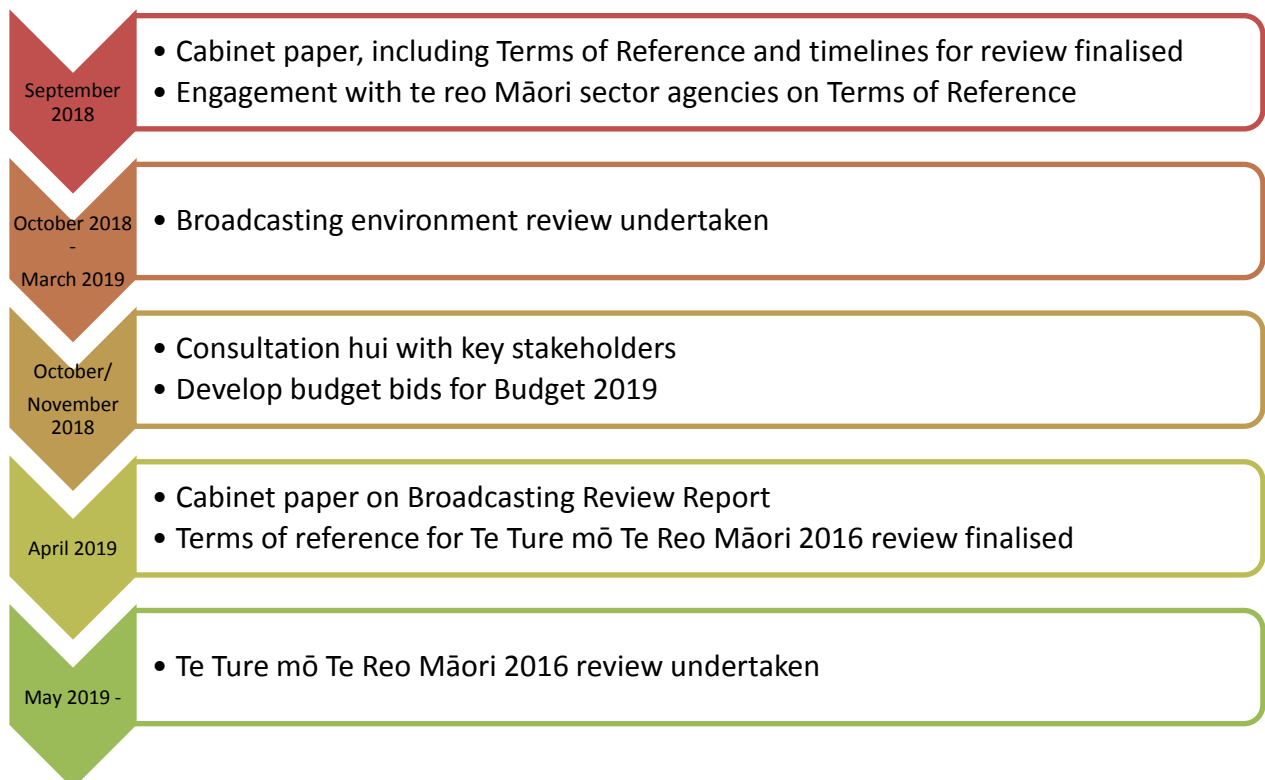 September
2018
• Cabinet paper, including Terms of Reference and timelines for review finalised
• Engagement with te reo Māori sector agencies on Terms of Reference
October 2018
-
March 2019
• Broadcasting environment review undertaken
October/
November
2018
• Consultation hui with key stakeholders
• Develop budget bids for Budget 2019
April 2019
• Cabinet paper on Broadcasting Review Report
• Terms of reference for Te Ture mō Te Reo Māori 2016 review finalised
May 2019 -
• Te Ture mō Te Reo Māori 2016 review undertaken